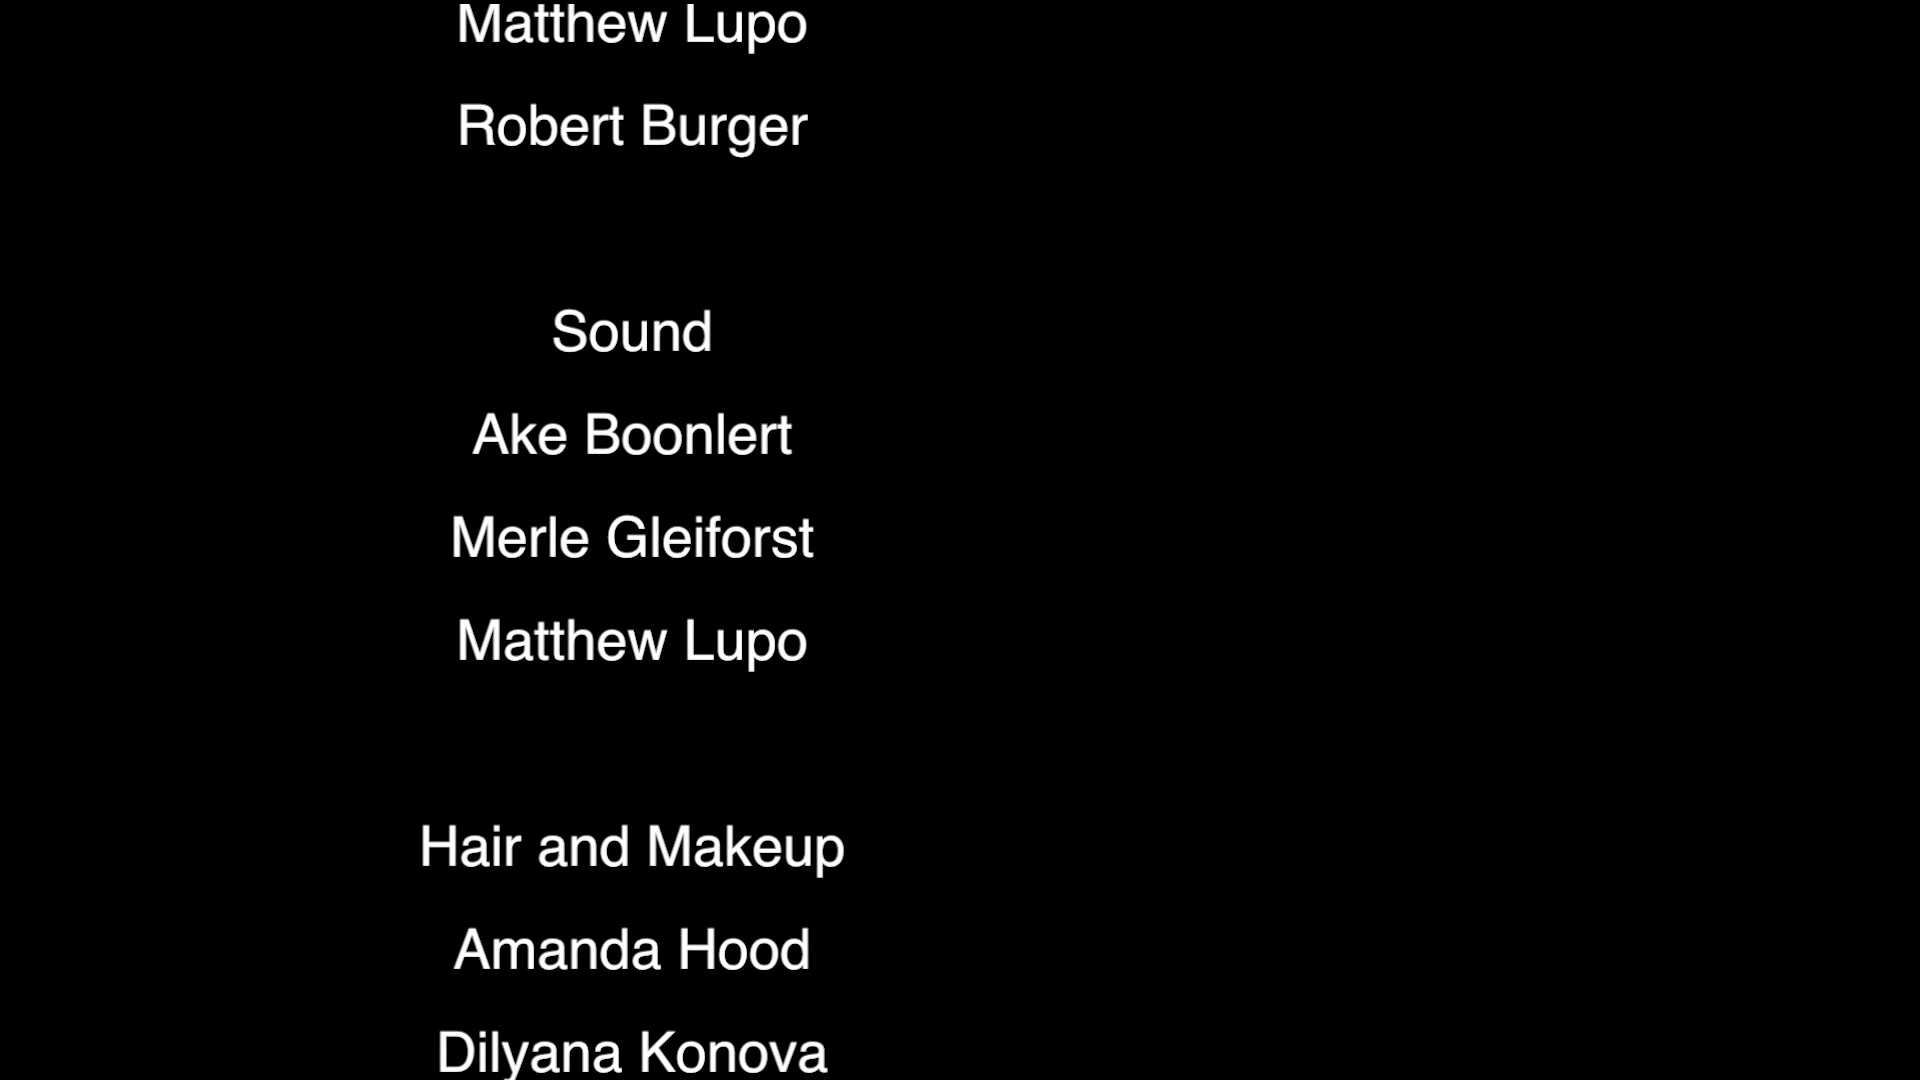 Matthew Lupo
Robert Burger
Sound
Ake Boonlert
Merle Gleiforst
Matthew Lupo
Hair and Makeup
Amanda Hood
Dilyana Konova